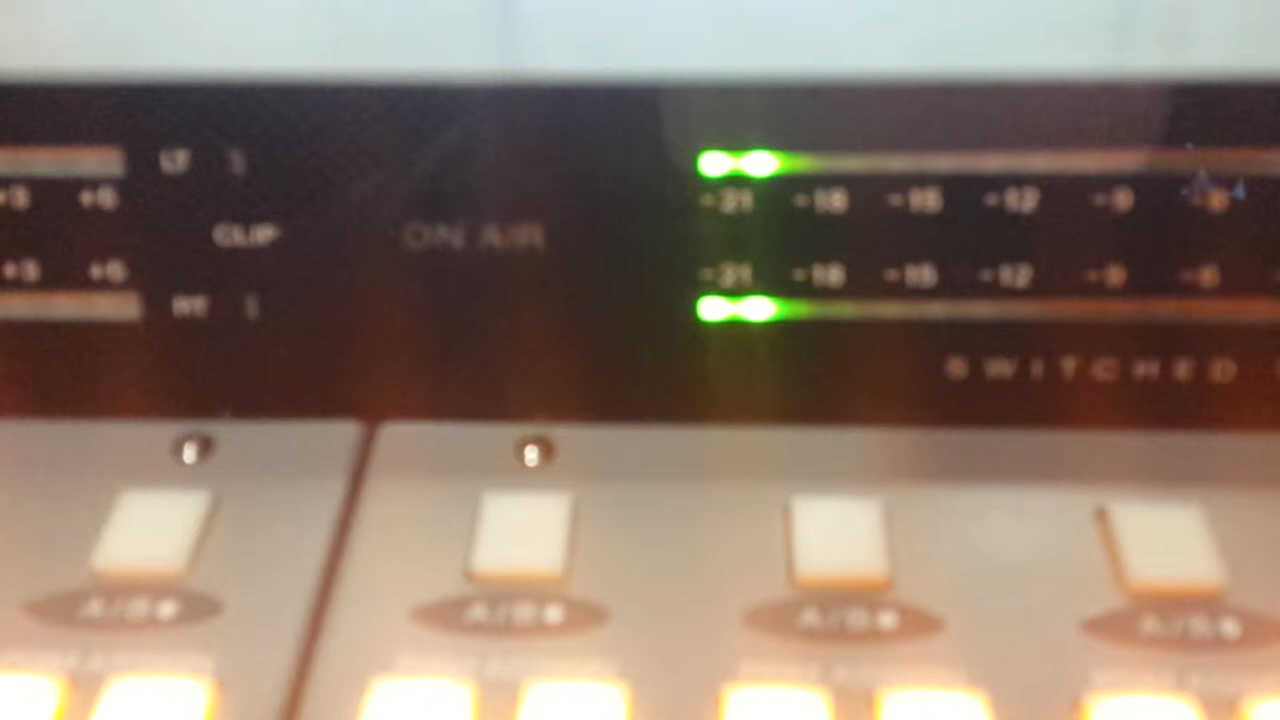 LT
+3 +6
CLIP
ON AIR
+3 +6
RT
-21 -18 -15 -12 -9 -6
-21 -18 -15 -12 -9 -6
SWITCHED
A/B
A/B
A/B
A/B